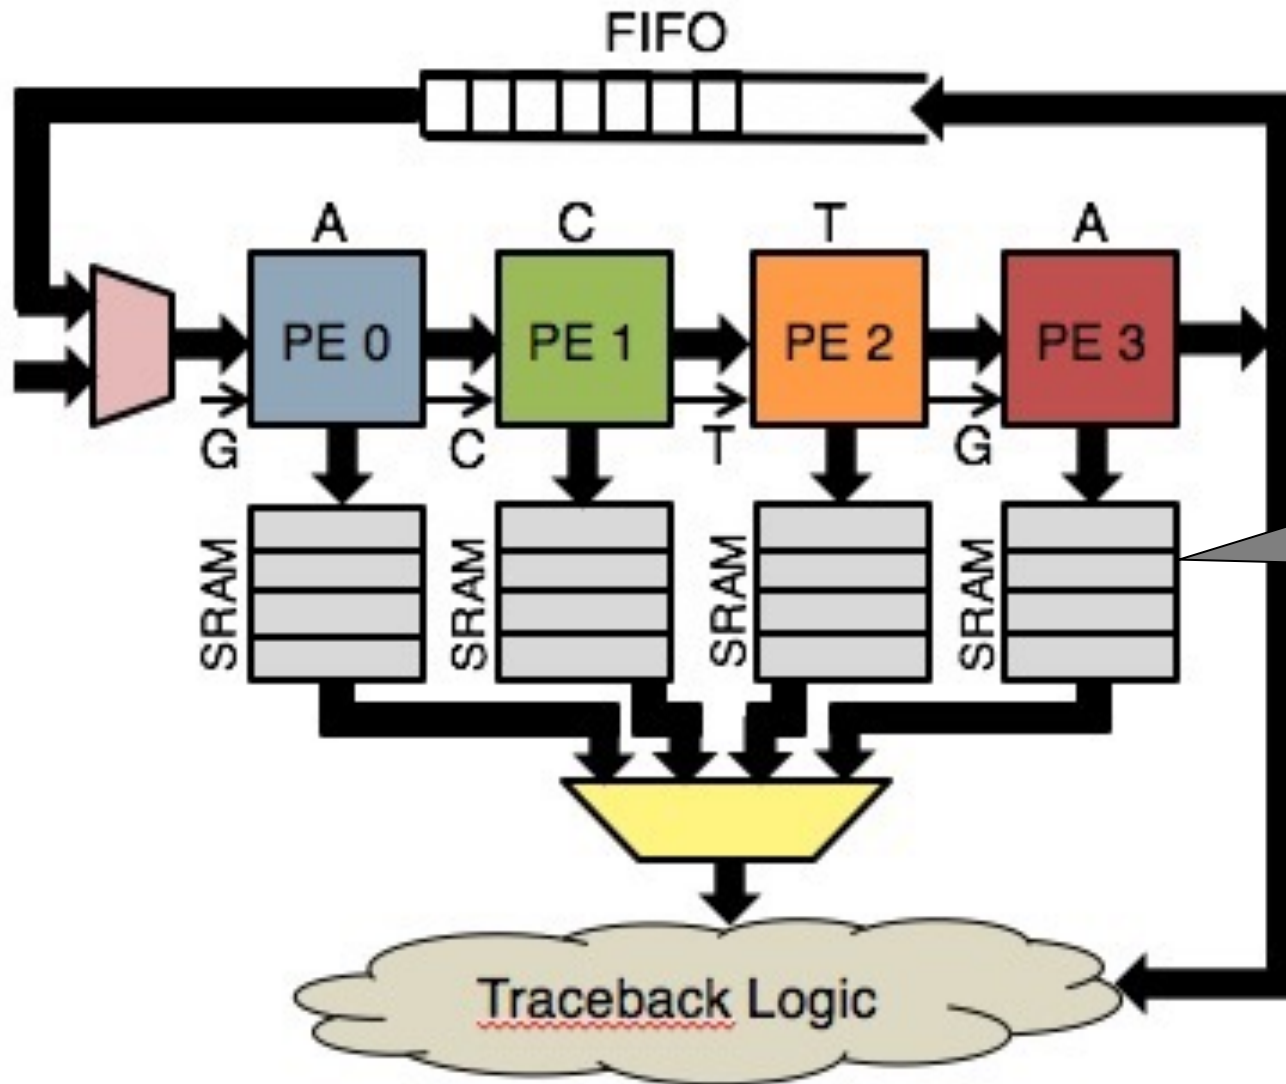 FIFO
A C T A
PE 0 PE 1 PE 2 PE 3
G C T G
SRAM SRAM SRAM SRAM
Traceback Logic